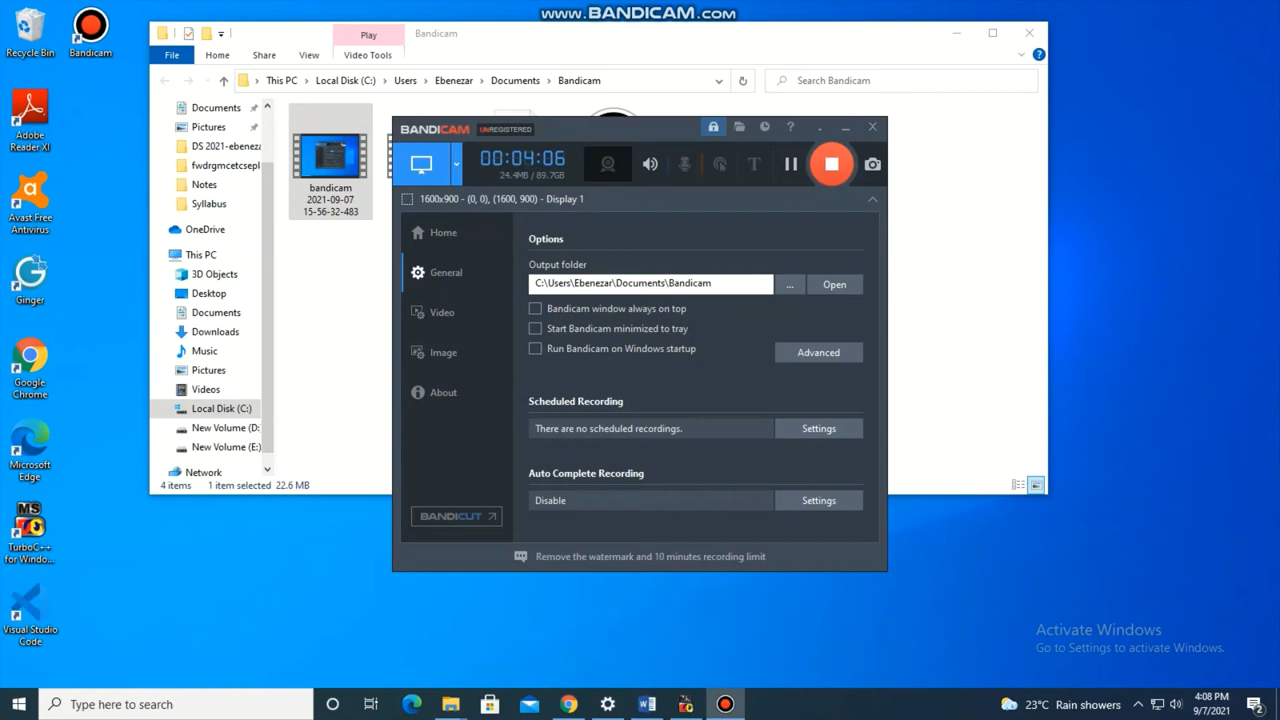 www.BANDICAM.com
Recycle Bin
Bandicam
Adobe
Reader XI
Avast Free
Antivirus
Ginger
Google
Chrome
Microsoft
Edge
MS
TurboC++
for Windo...
Visual Studio
Code
Play
Bandicam
File
Home
Share
View
Video Tools
This PC
Local Disk (C:)
Users
Ebenezar
Documents
Bandicam
Search Bandicam
Documents
Pictures
DS 2021-ebeneza
fwdrgmcetcsepl
Notes
Syllabus
OneDrive
This PC
3D Objects
Desktop
Documents
Downloads
Music
Pictures
Videos
Local Disk (C:)
New Volume (D:
New Volume (E:)
Network
4 items
1 item selected 22.6 MB
bandicam
2021-09-07
15-56-32-483
BANDICAM UNREGISTERED
00:04:06
24.4MB / 89.7GB
1600x900 - (0, 0), (1600, 900) - Display 1
Home
General
Video
Image
About
BANDICUT
Options
Output folder
C:\Users\Ebenezar\Documents\Bandicam
...
Open
Bandicam window always on top
Start Bandicam minimized to tray
Run Bandicam on Windows startup
Advanced
Scheduled Recording
There are no scheduled recordings.
Settings
Auto Complete Recording
Disable
Settings
Remove the watermark and 10 minutes recording limit
Activate Windows
Go to Settings to activate Windows.
Type here to search
23°C Rain showers
4:08 PM
9/7/2021
2